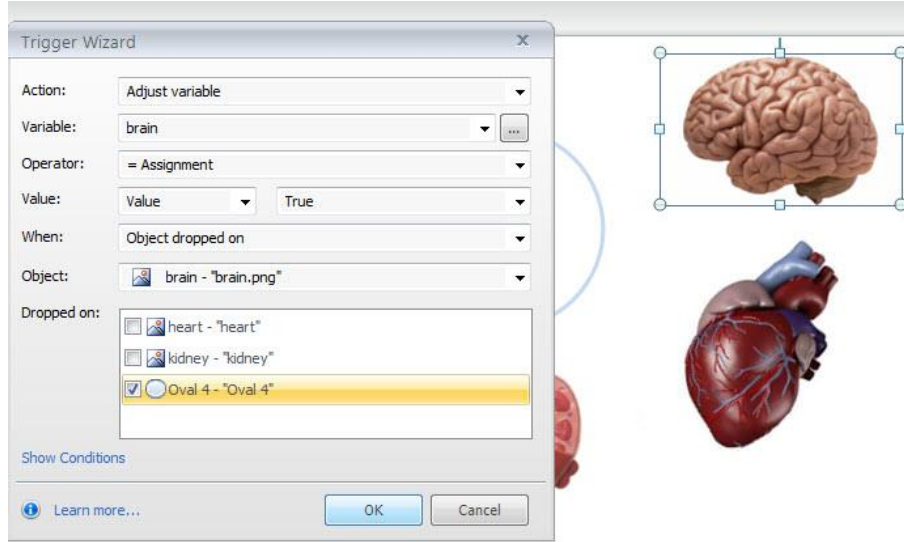 Trigger Wizard x
Action: Adjust variable
Variable: brain ...
Operator: = Assignment
Value: Value True
When: Object dropped on
Object: brain - "brain.png"
Dropped on:
heart - "heart"
kidney - "kidney"
Oval 4 - "Oval 4"
Show Conditions
Learn more... OK Cancel